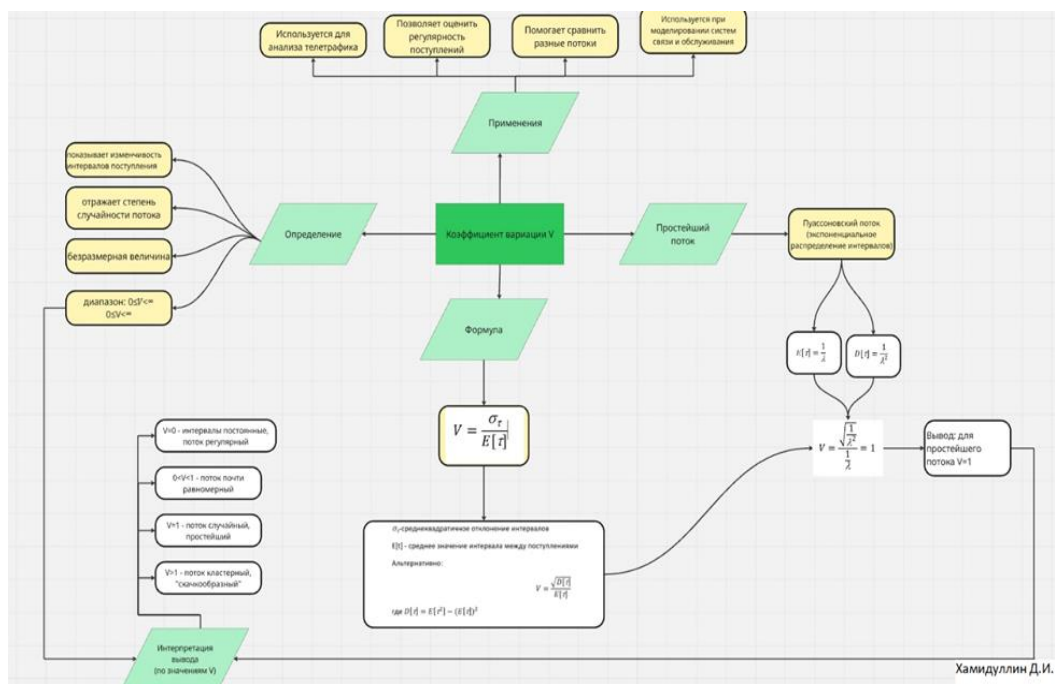 Используется для
анализа телетрафика
Позволяет оценить
регулярность
поступлений
Помогает сравнить
разные потоки
Используется при
моделировании систем
связи и обслуживания
Применения
показывает изменчивость
интервалов поступления
отражает степень
случайности потока
безразмерная величина
диапазон: 0≤V<∞
0≤V<∞
Определение
Коэффициент вариации V
Простейший
поток
Пуассоновский поток
(экспоненциальное
распределение интервалов)
Формула
E[τ] = 1/λ
D[τ] = 1/λ²
V = σ_τ / E[τ]
V = √(1/λ²) / (1/λ) = 1
Вывод: для
простейшего
потока V=1
V=0 - интервалы постоянные,
поток регулярный
0<V<1 - поток почти
равномерный
V=1 - поток случайный,
простейший
V>1 - поток кластерный,
"скачкообразный"
σ_τ-среднеквадратичное отклонение интервалов
E[τ] - среднее значение интервала между поступлениями
Альтернативно:
V = √D[τ] / E[τ]
где D[τ] = E[τ²] − (E[τ])²
Интерпретация
вывода
(по значениям V)
Хамидуллин Д.И.